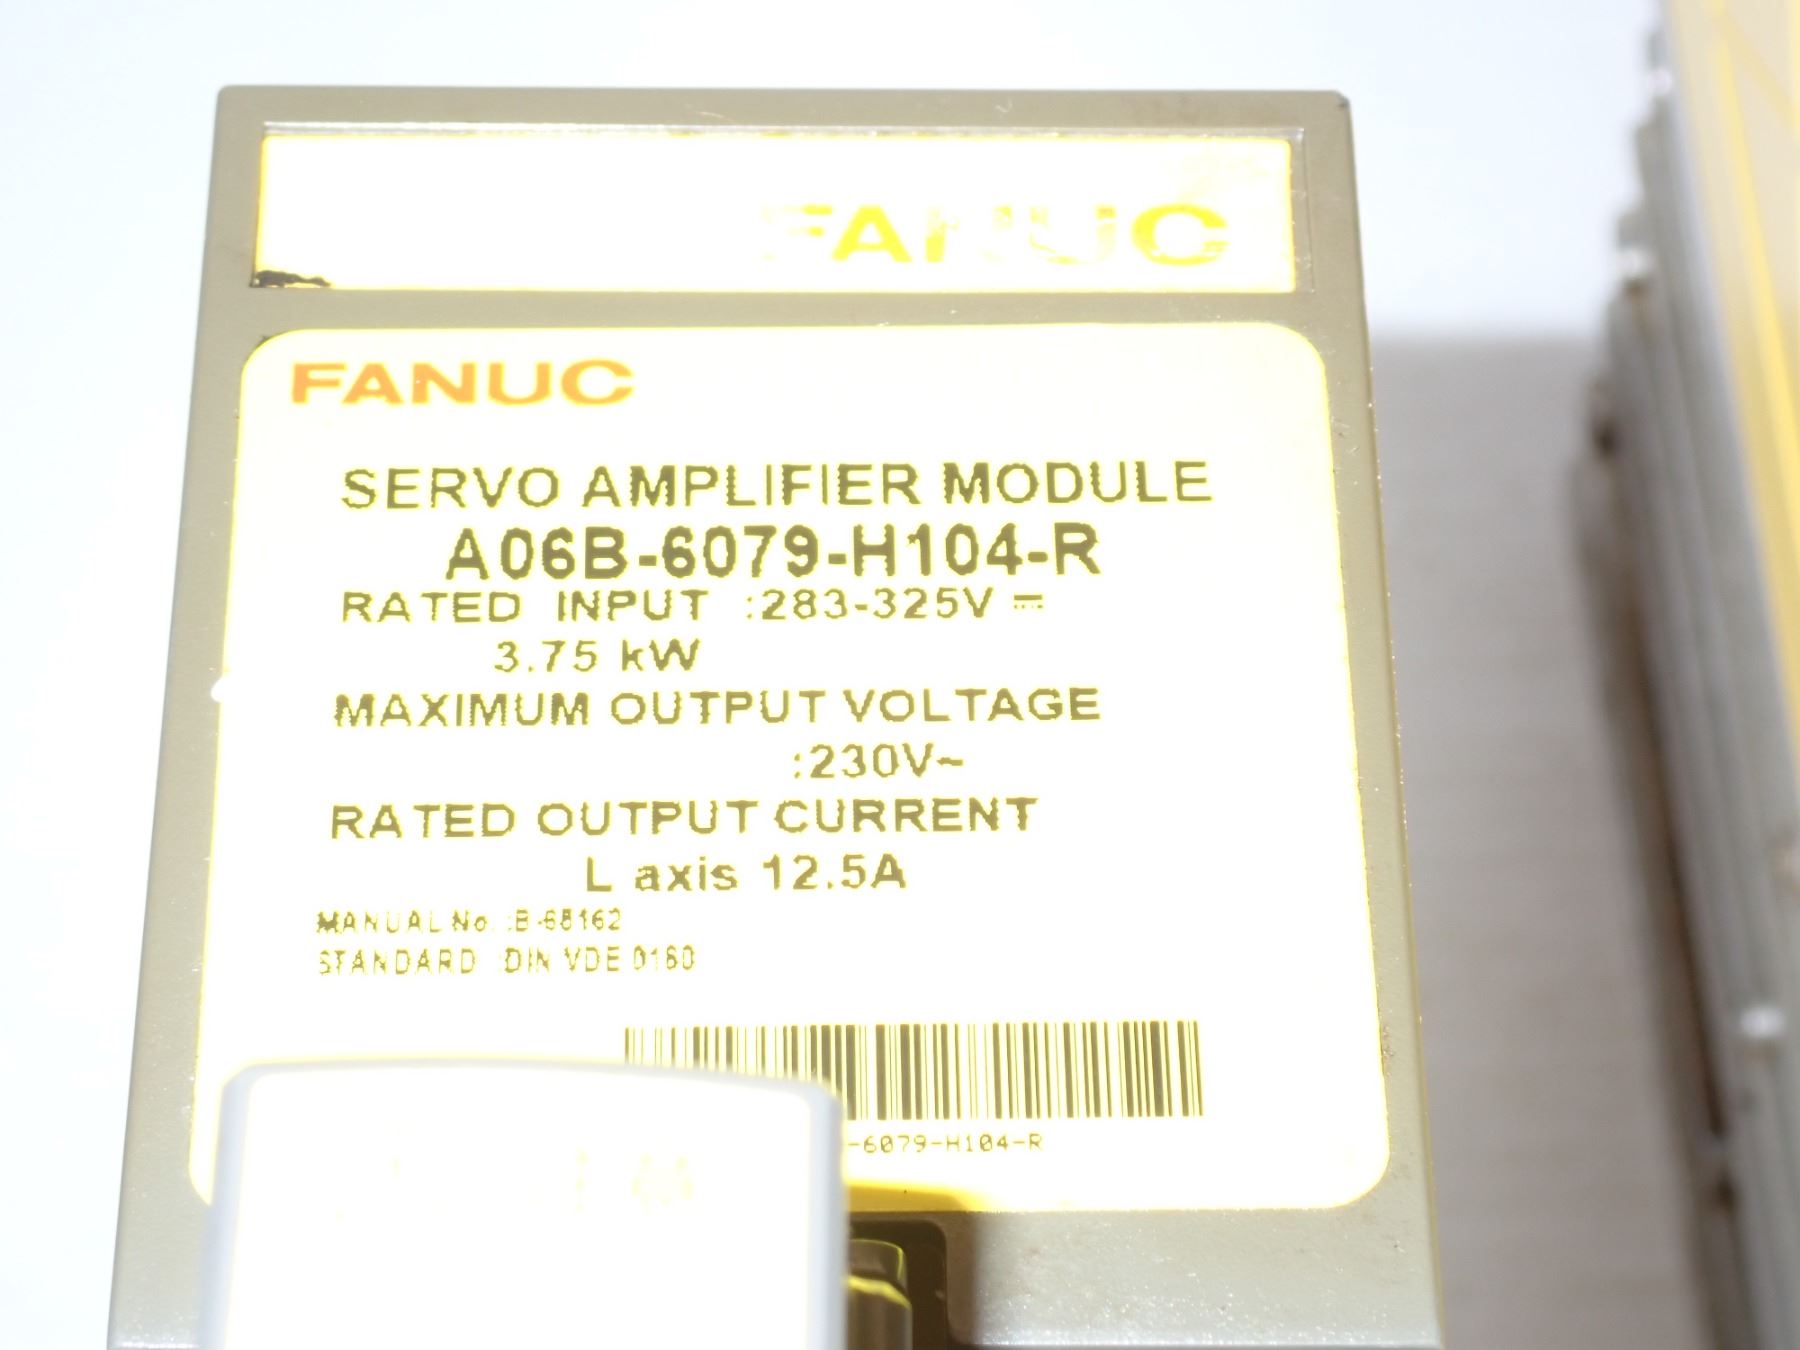 FANUC
FANUC
SERVO AMPLIFIER MODULE
A06B-6079-H104-R
RATED INPUT :283-325V ⎓
3.75 kW
MAXIMUM OUTPUT VOLTAGE
:230V~
RATED OUTPUT CURRENT
L axis 12.5A
MANUAL No. :B-65162
STANDARD :DIN VDE 0160
-6079-H104-R